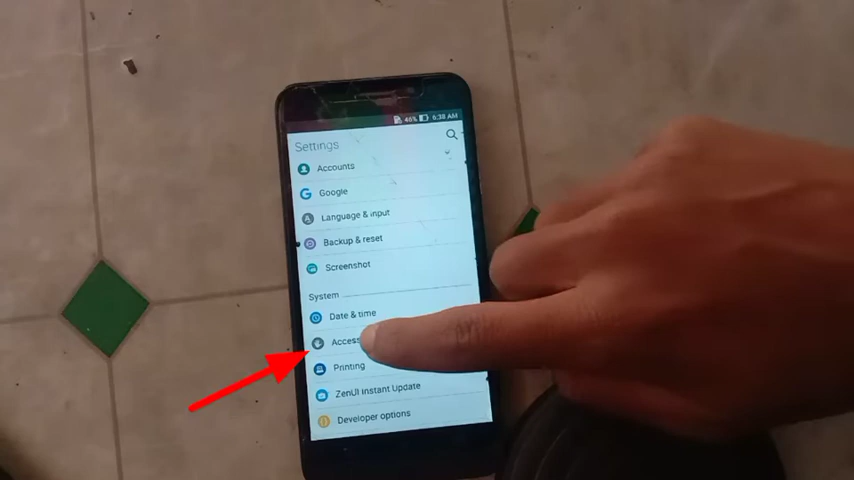 46% 6:38 AM
Settings
Accounts
Google
Language & input
Backup & reset
Screenshot
System
Date & time
Access
Printing
ZenUI Instant Update
Developer options